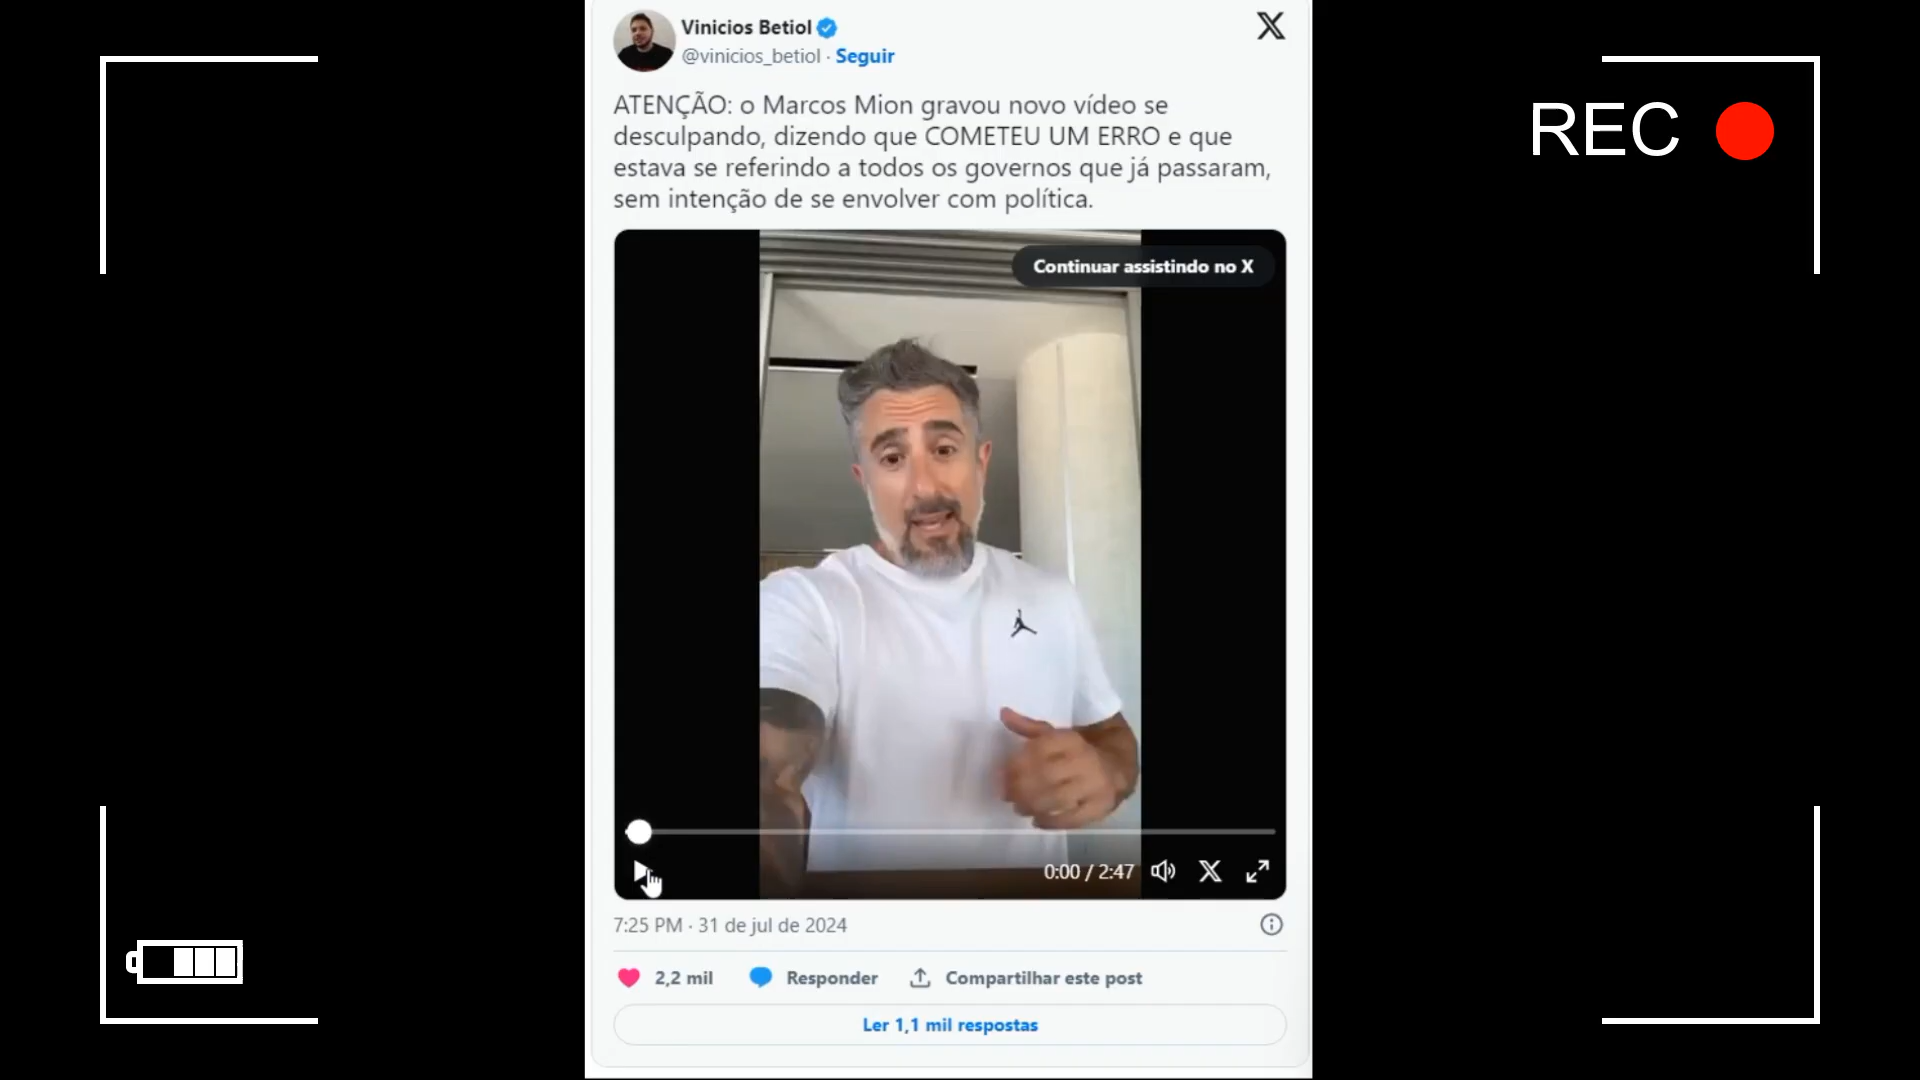 Vinicios Betiol
@vinicios_betiol · Seguir
REC
ATENÇÃO: o Marcos Mion gravou novo vídeo se
desculpando, dizendo que COMETEU UM ERRO e que
estava se referindo a todos os governos que já passaram,
sem intenção de se envolver com política.
Continuar assistindo no X
0:00 / 2:47
7:25 PM · 31 de jul de 2024
2,2 mil Responder Compartilhar este post
Ler 1,1 mil respostas